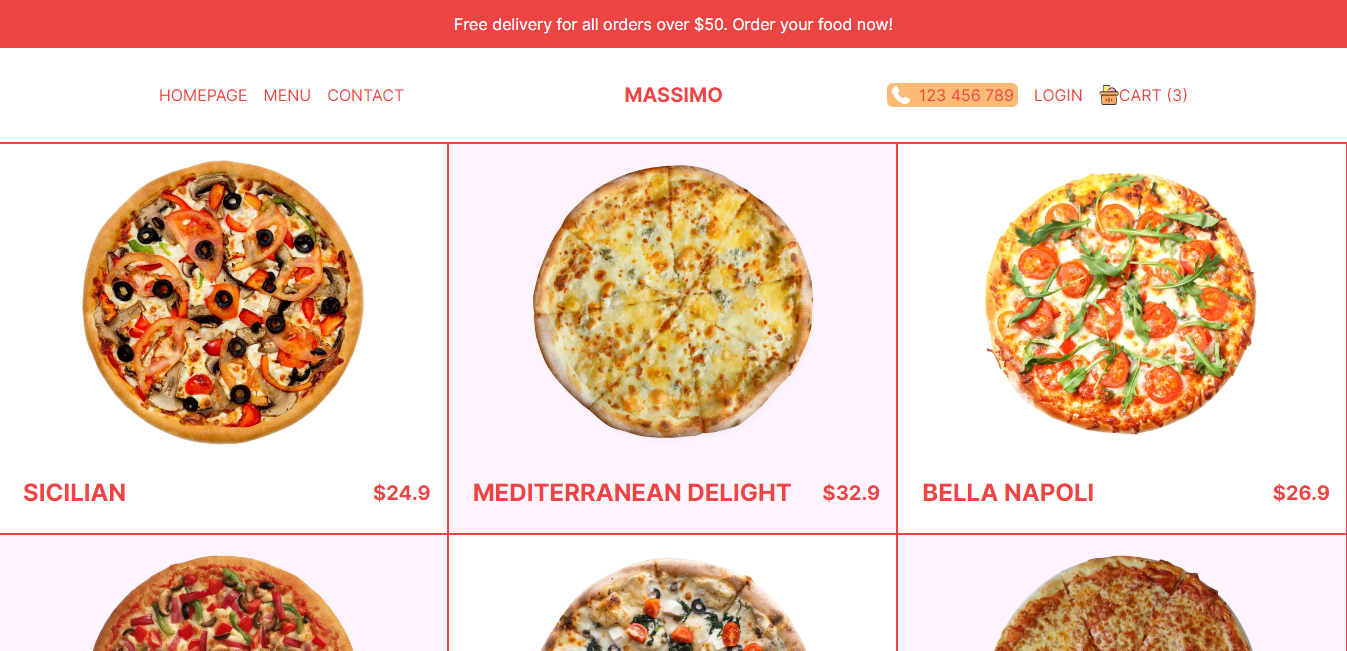 Free delivery for all orders over $50. Order your food now!
HOMEPAGE MENU CONTACT MASSIMO 123 456 789 LOGIN CART (3)
SICILIAN $24.9 MEDITERRANEAN DELIGHT $32.9 BELLA NAPOLI $26.9